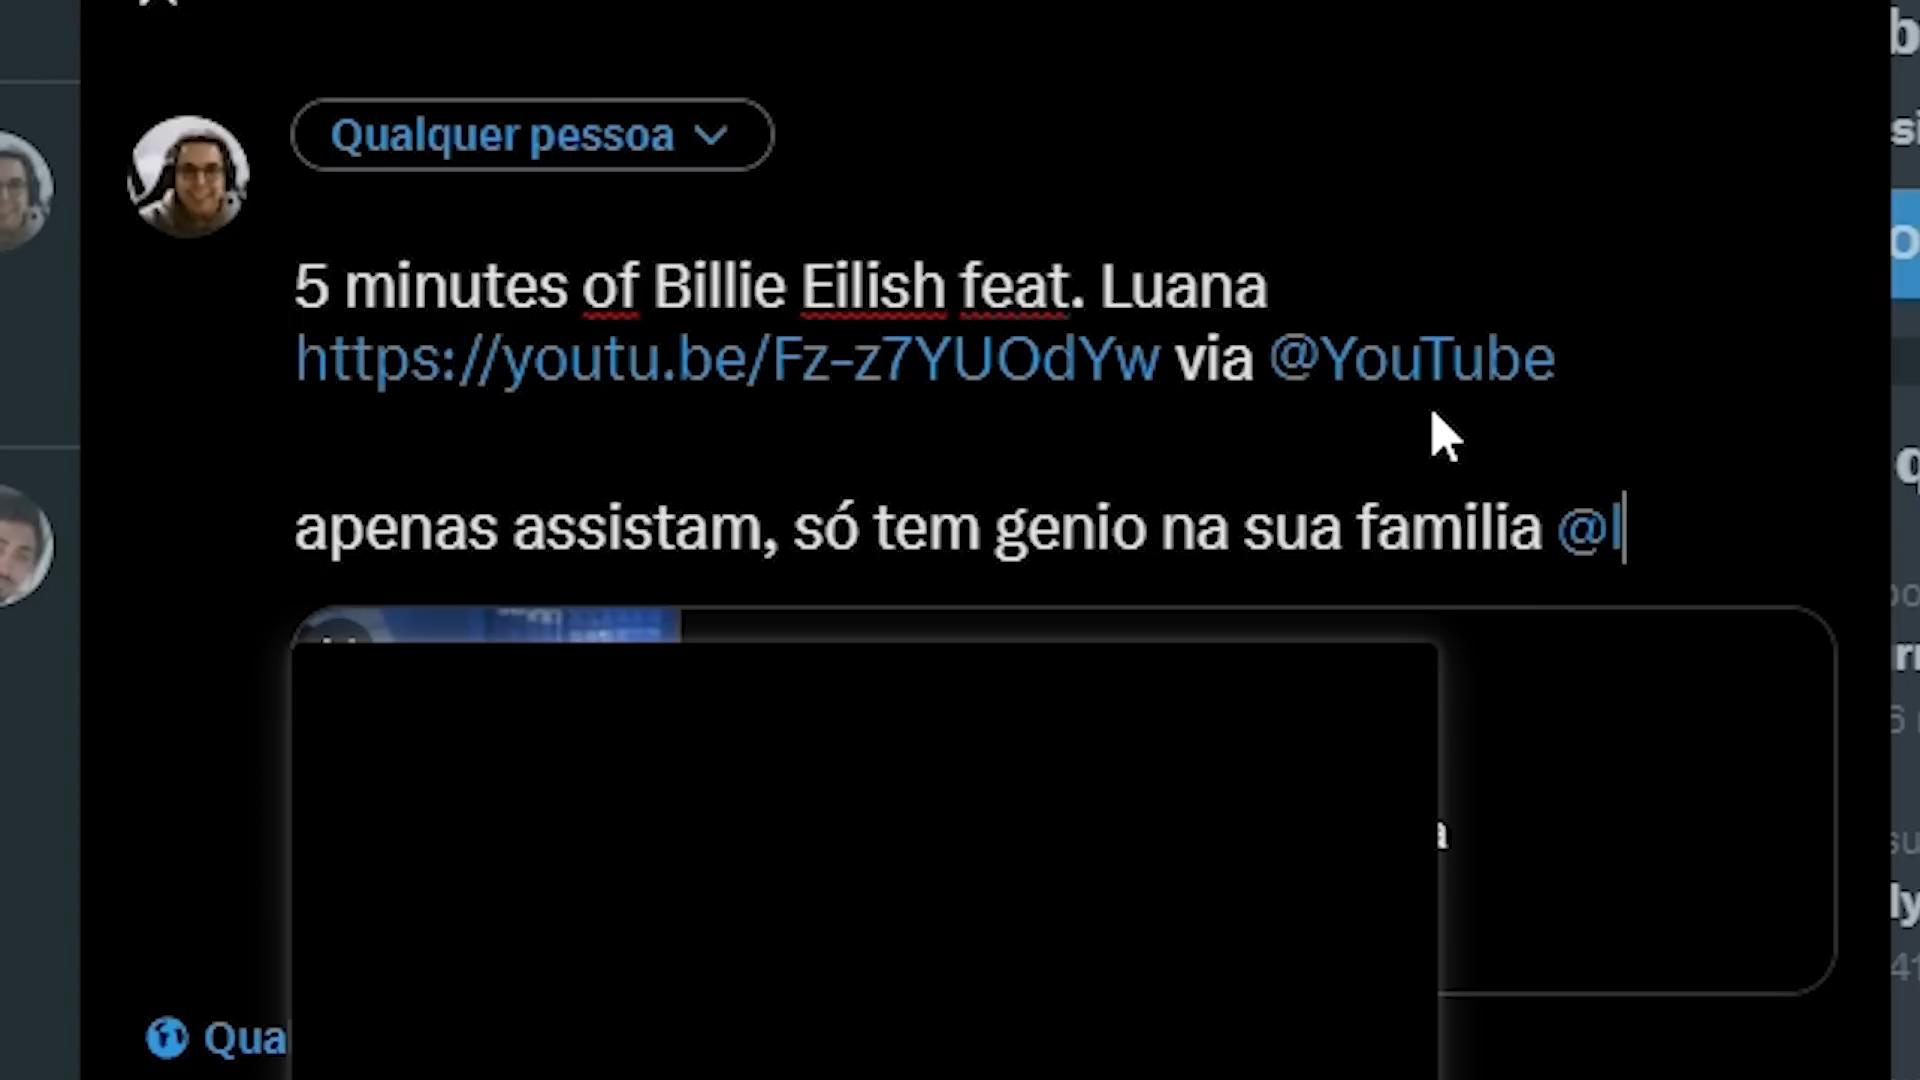 Qualquer pessoa
5 minutes of Billie Eilish feat. Luana
https://youtu.be/Fz-z7YUOdYw via @YouTube
apenas assistam, só tem genio na sua familia @l